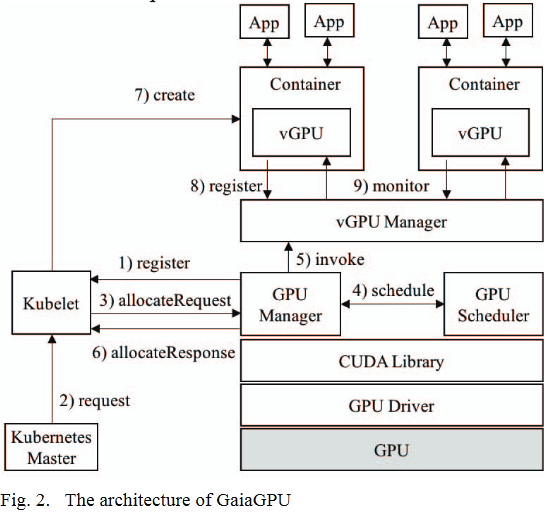 App App App App
Container Container
7) create
vGPU vGPU
8) register 9) monitor
vGPU Manager
5) invoke
1) register
Kubelet
3) allocateRequest
GPU
Manager
4) schedule
GPU
Scheduler
6) allocateResponse
CUDA Library
2) request
GPU Driver
Kubernetes
Master
GPU
Fig. 2. The architecture of GaiaGPU